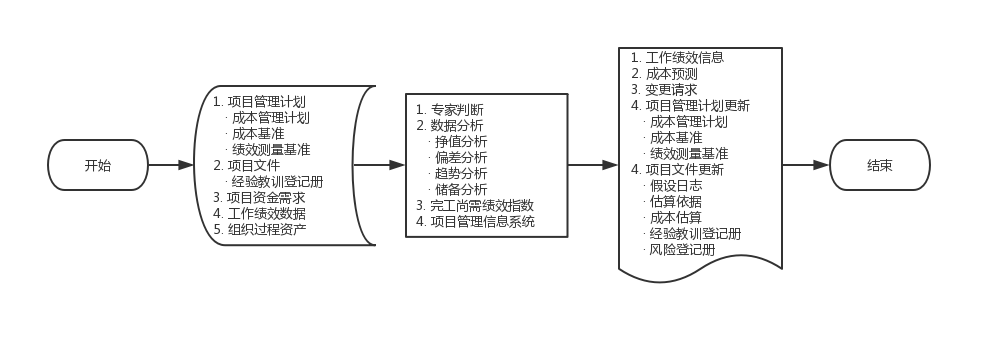 开始
1. 项目管理计划
· 成本管理计划
· 成本基准
· 绩效测量基准
2. 项目文件
· 经验教训登记册
3. 项目资金需求
4. 工作绩效数据
5. 组织过程资产
1. 专家判断
2. 数据分析
· 挣值分析
· 偏差分析
· 趋势分析
· 储备分析
3. 完工尚需绩效指数
4. 项目管理信息系统
1. 工作绩效信息
2. 成本预测
3. 变更请求
4. 项目管理计划更新
· 成本管理计划
· 成本基准
· 绩效测量基准
4. 项目文件更新
· 假设日志
· 估算依据
· 成本估算
· 经验教训登记册
· 风险登记册
结束